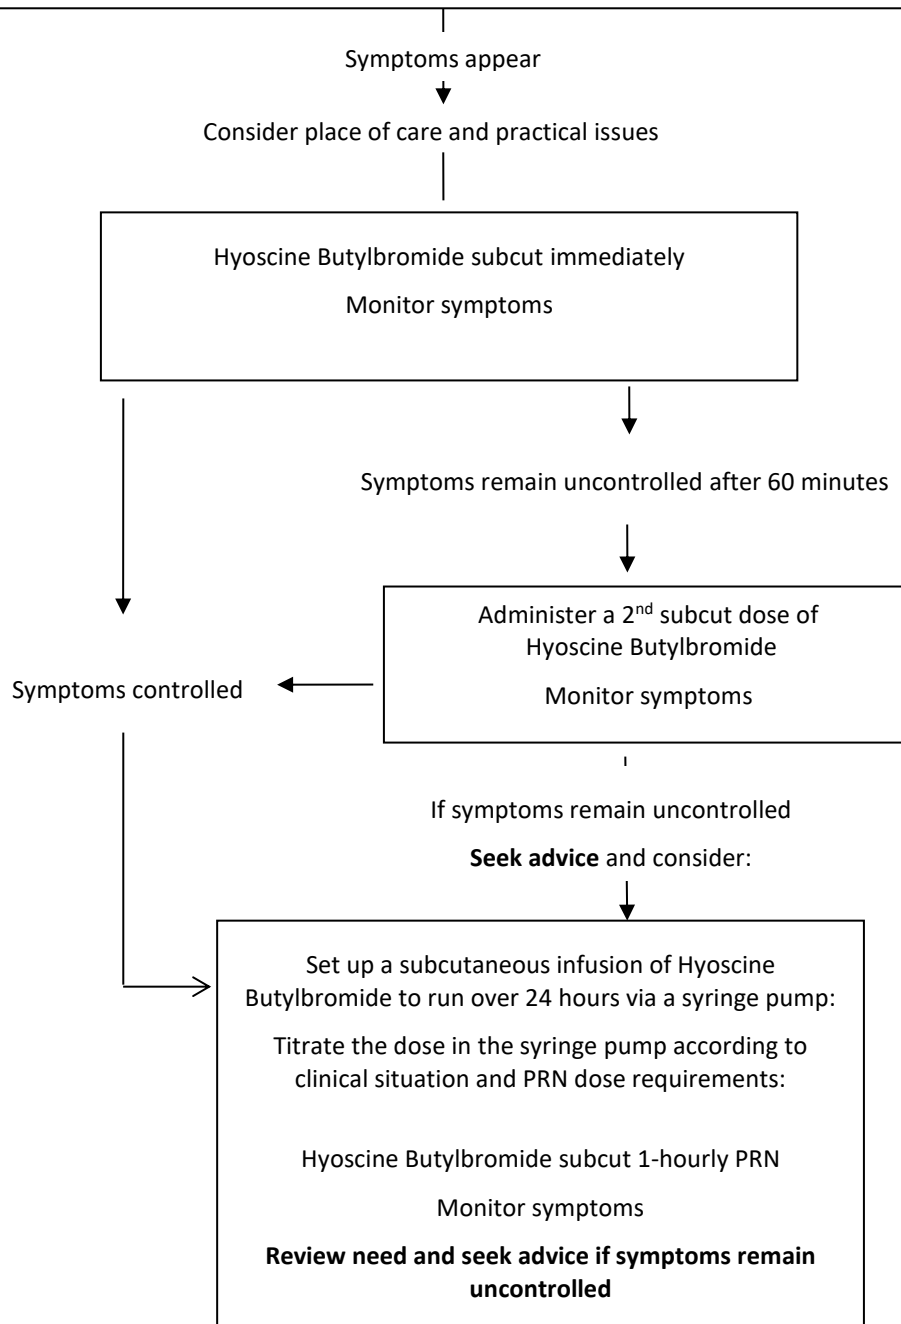 Symptoms appear
Consider place of care and practical issues
Hyoscine Butylbromide subcut immediately
Monitor symptoms
Symptoms remain uncontrolled after 60 minutes
Administer a 2nd subcut dose of
Hyoscine Butylbromide
Monitor symptoms
Symptoms controlled
If symptoms remain uncontrolled
Seek advice and consider:
Set up a subcutaneous infusion of Hyoscine
Butylbromide to run over 24 hours via a syringe pump:
Titrate the dose in the syringe pump according to
clinical situation and PRN dose requirements:
Hyoscine Butylbromide subcut 1-hourly PRN
Monitor symptoms
Review need and seek advice if symptoms remain
uncontrolled